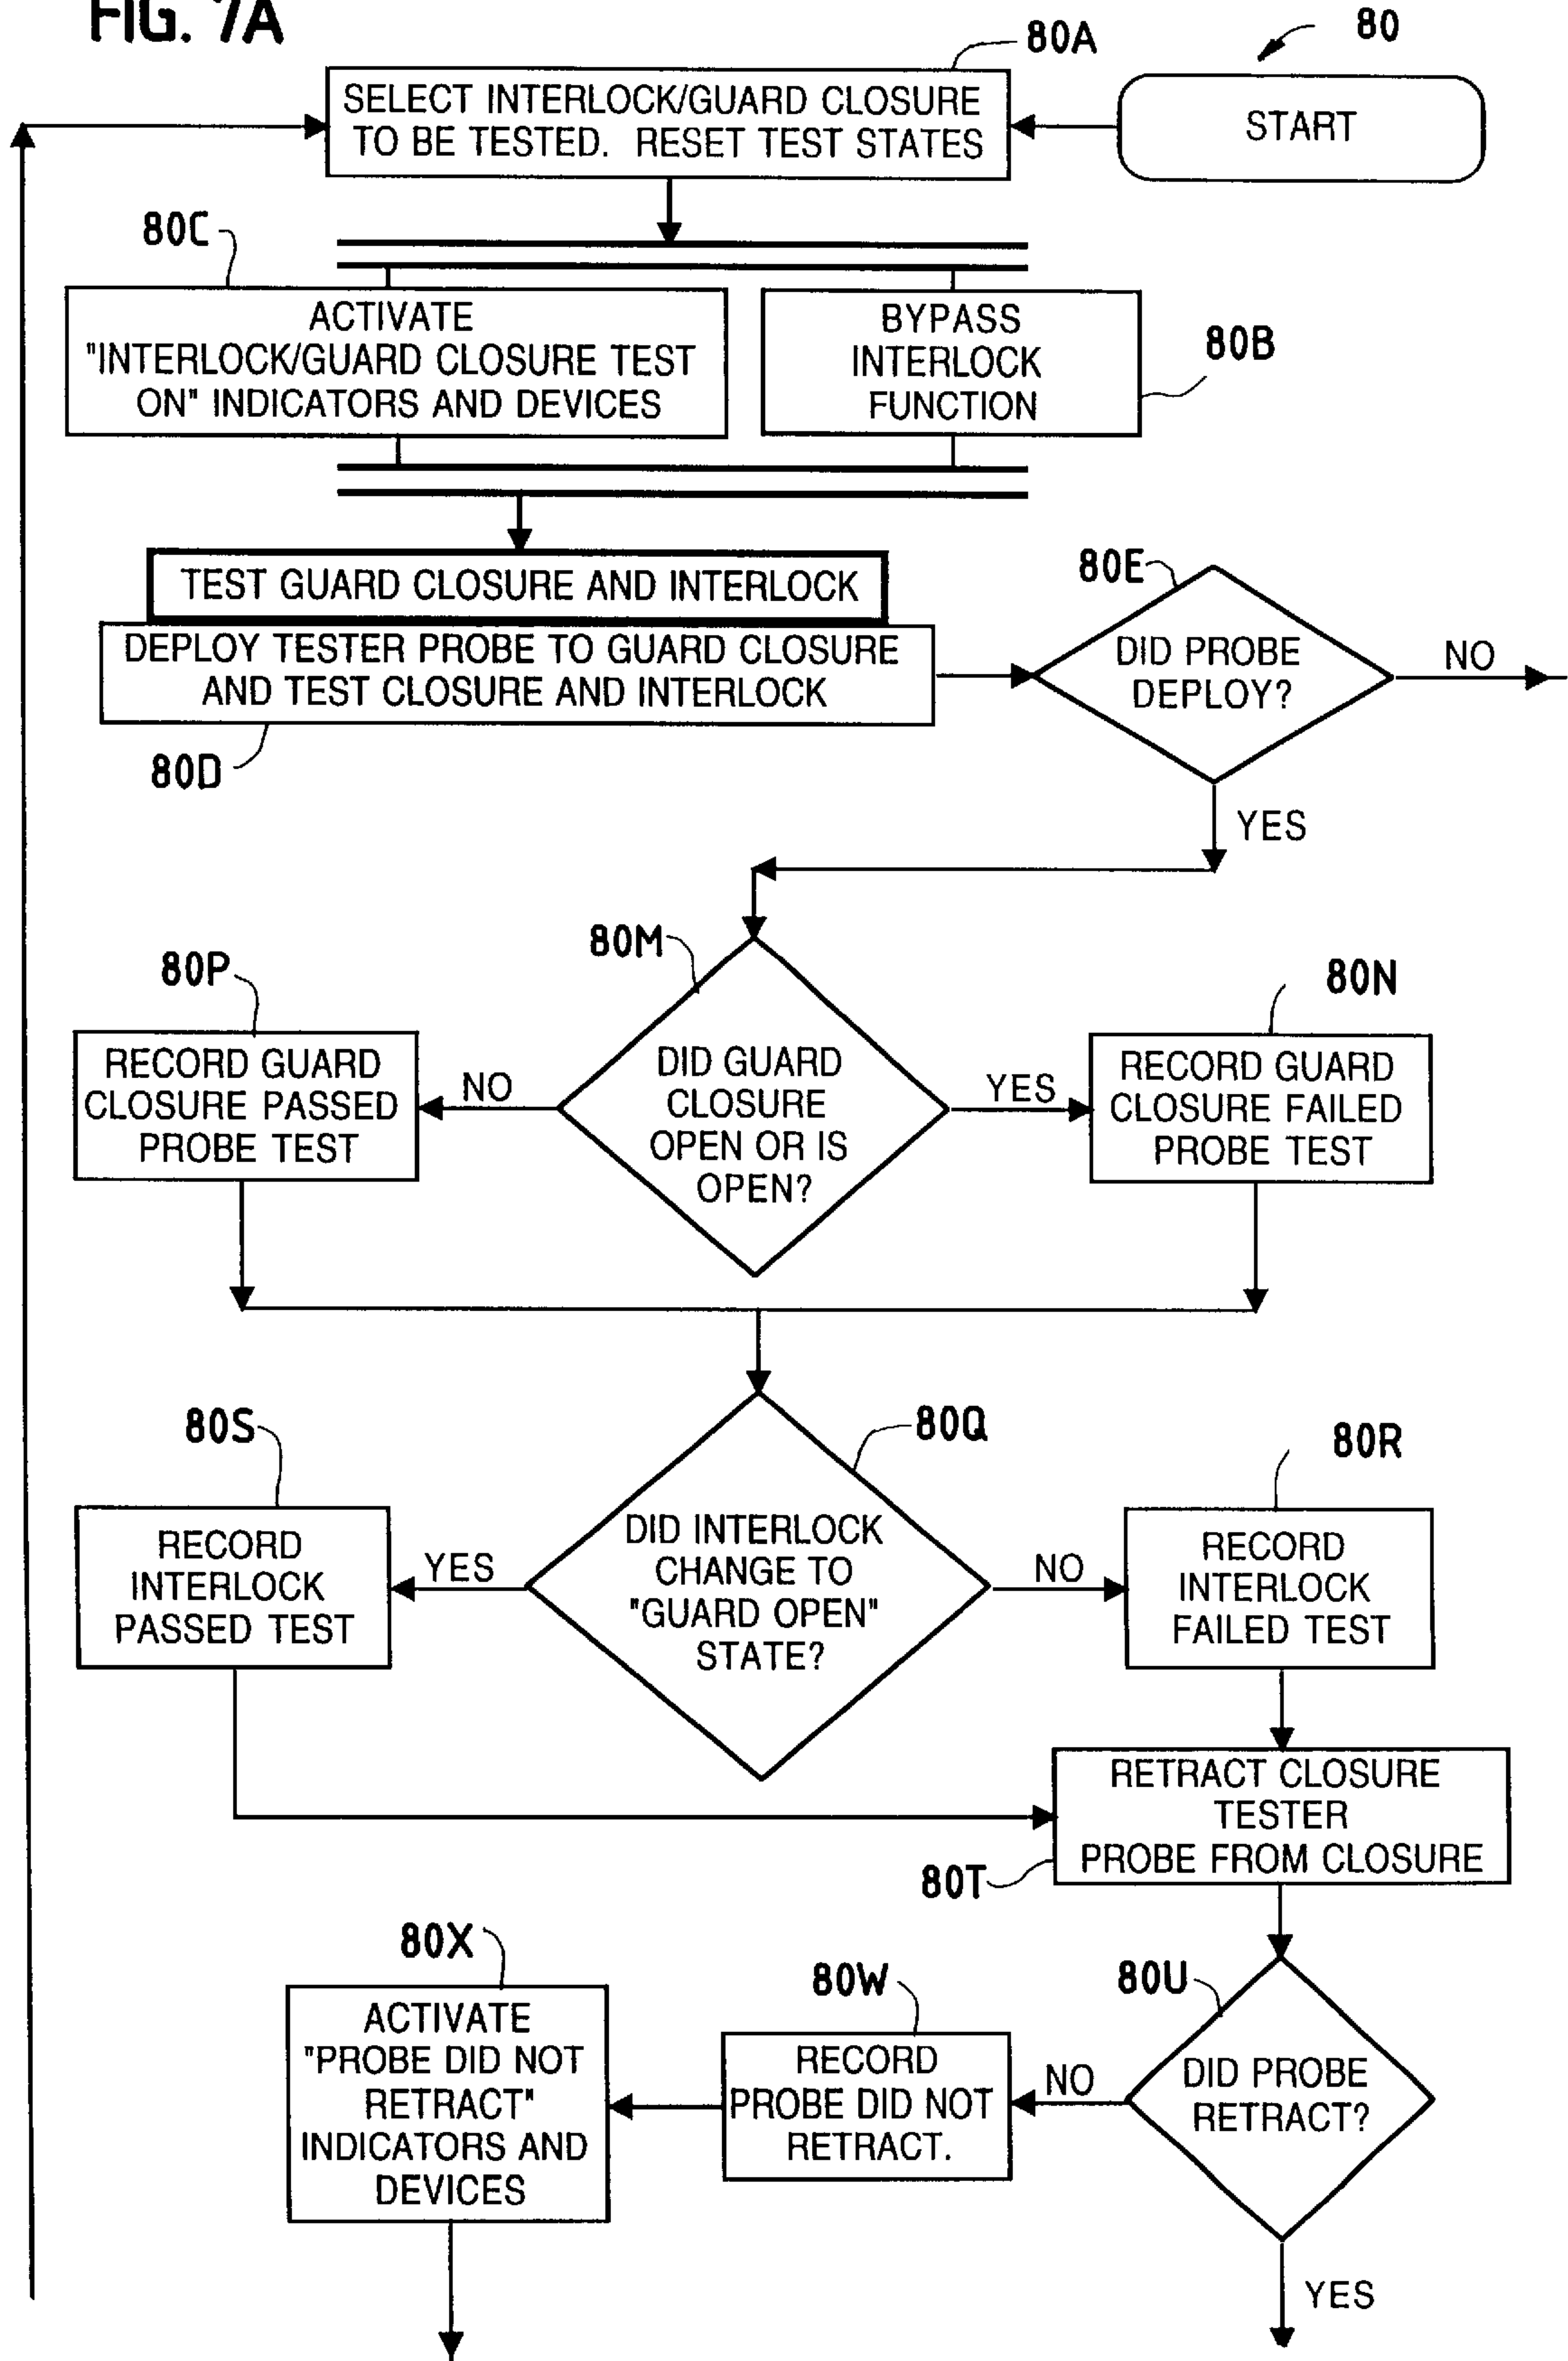 FIG. 7A
80
80A
SELECT INTERLOCK/GUARD CLOSURE
TO BE TESTED. RESET TEST STATES
START
80C
ACTIVATE
"INTERLOCK/GUARD CLOSURE TEST
ON" INDICATORS AND DEVICES
BYPASS
INTERLOCK
FUNCTION
80B
TEST GUARD CLOSURE AND INTERLOCK
DEPLOY TESTER PROBE TO GUARD CLOSURE
AND TEST CLOSURE AND INTERLOCK
80D
80E
DID PROBE
DEPLOY?
NO
YES
80M
80P
80N
RECORD GUARD
CLOSURE PASSED
PROBE TEST
NO
DID GUARD
CLOSURE
OPEN OR IS
OPEN?
YES
RECORD GUARD
CLOSURE FAILED
PROBE TEST
80S
80Q
80R
RECORD
INTERLOCK
PASSED TEST
YES
DID INTERLOCK
CHANGE TO
"GUARD OPEN"
STATE?
NO
RECORD
INTERLOCK
FAILED TEST
RETRACT CLOSURE
TESTER
PROBE FROM CLOSURE
80T
80X
80W
80U
ACTIVATE
"PROBE DID NOT
RETRACT"
INDICATORS AND
DEVICES
RECORD
PROBE DID NOT
RETRACT.
NO
DID PROBE
RETRACT?
YES